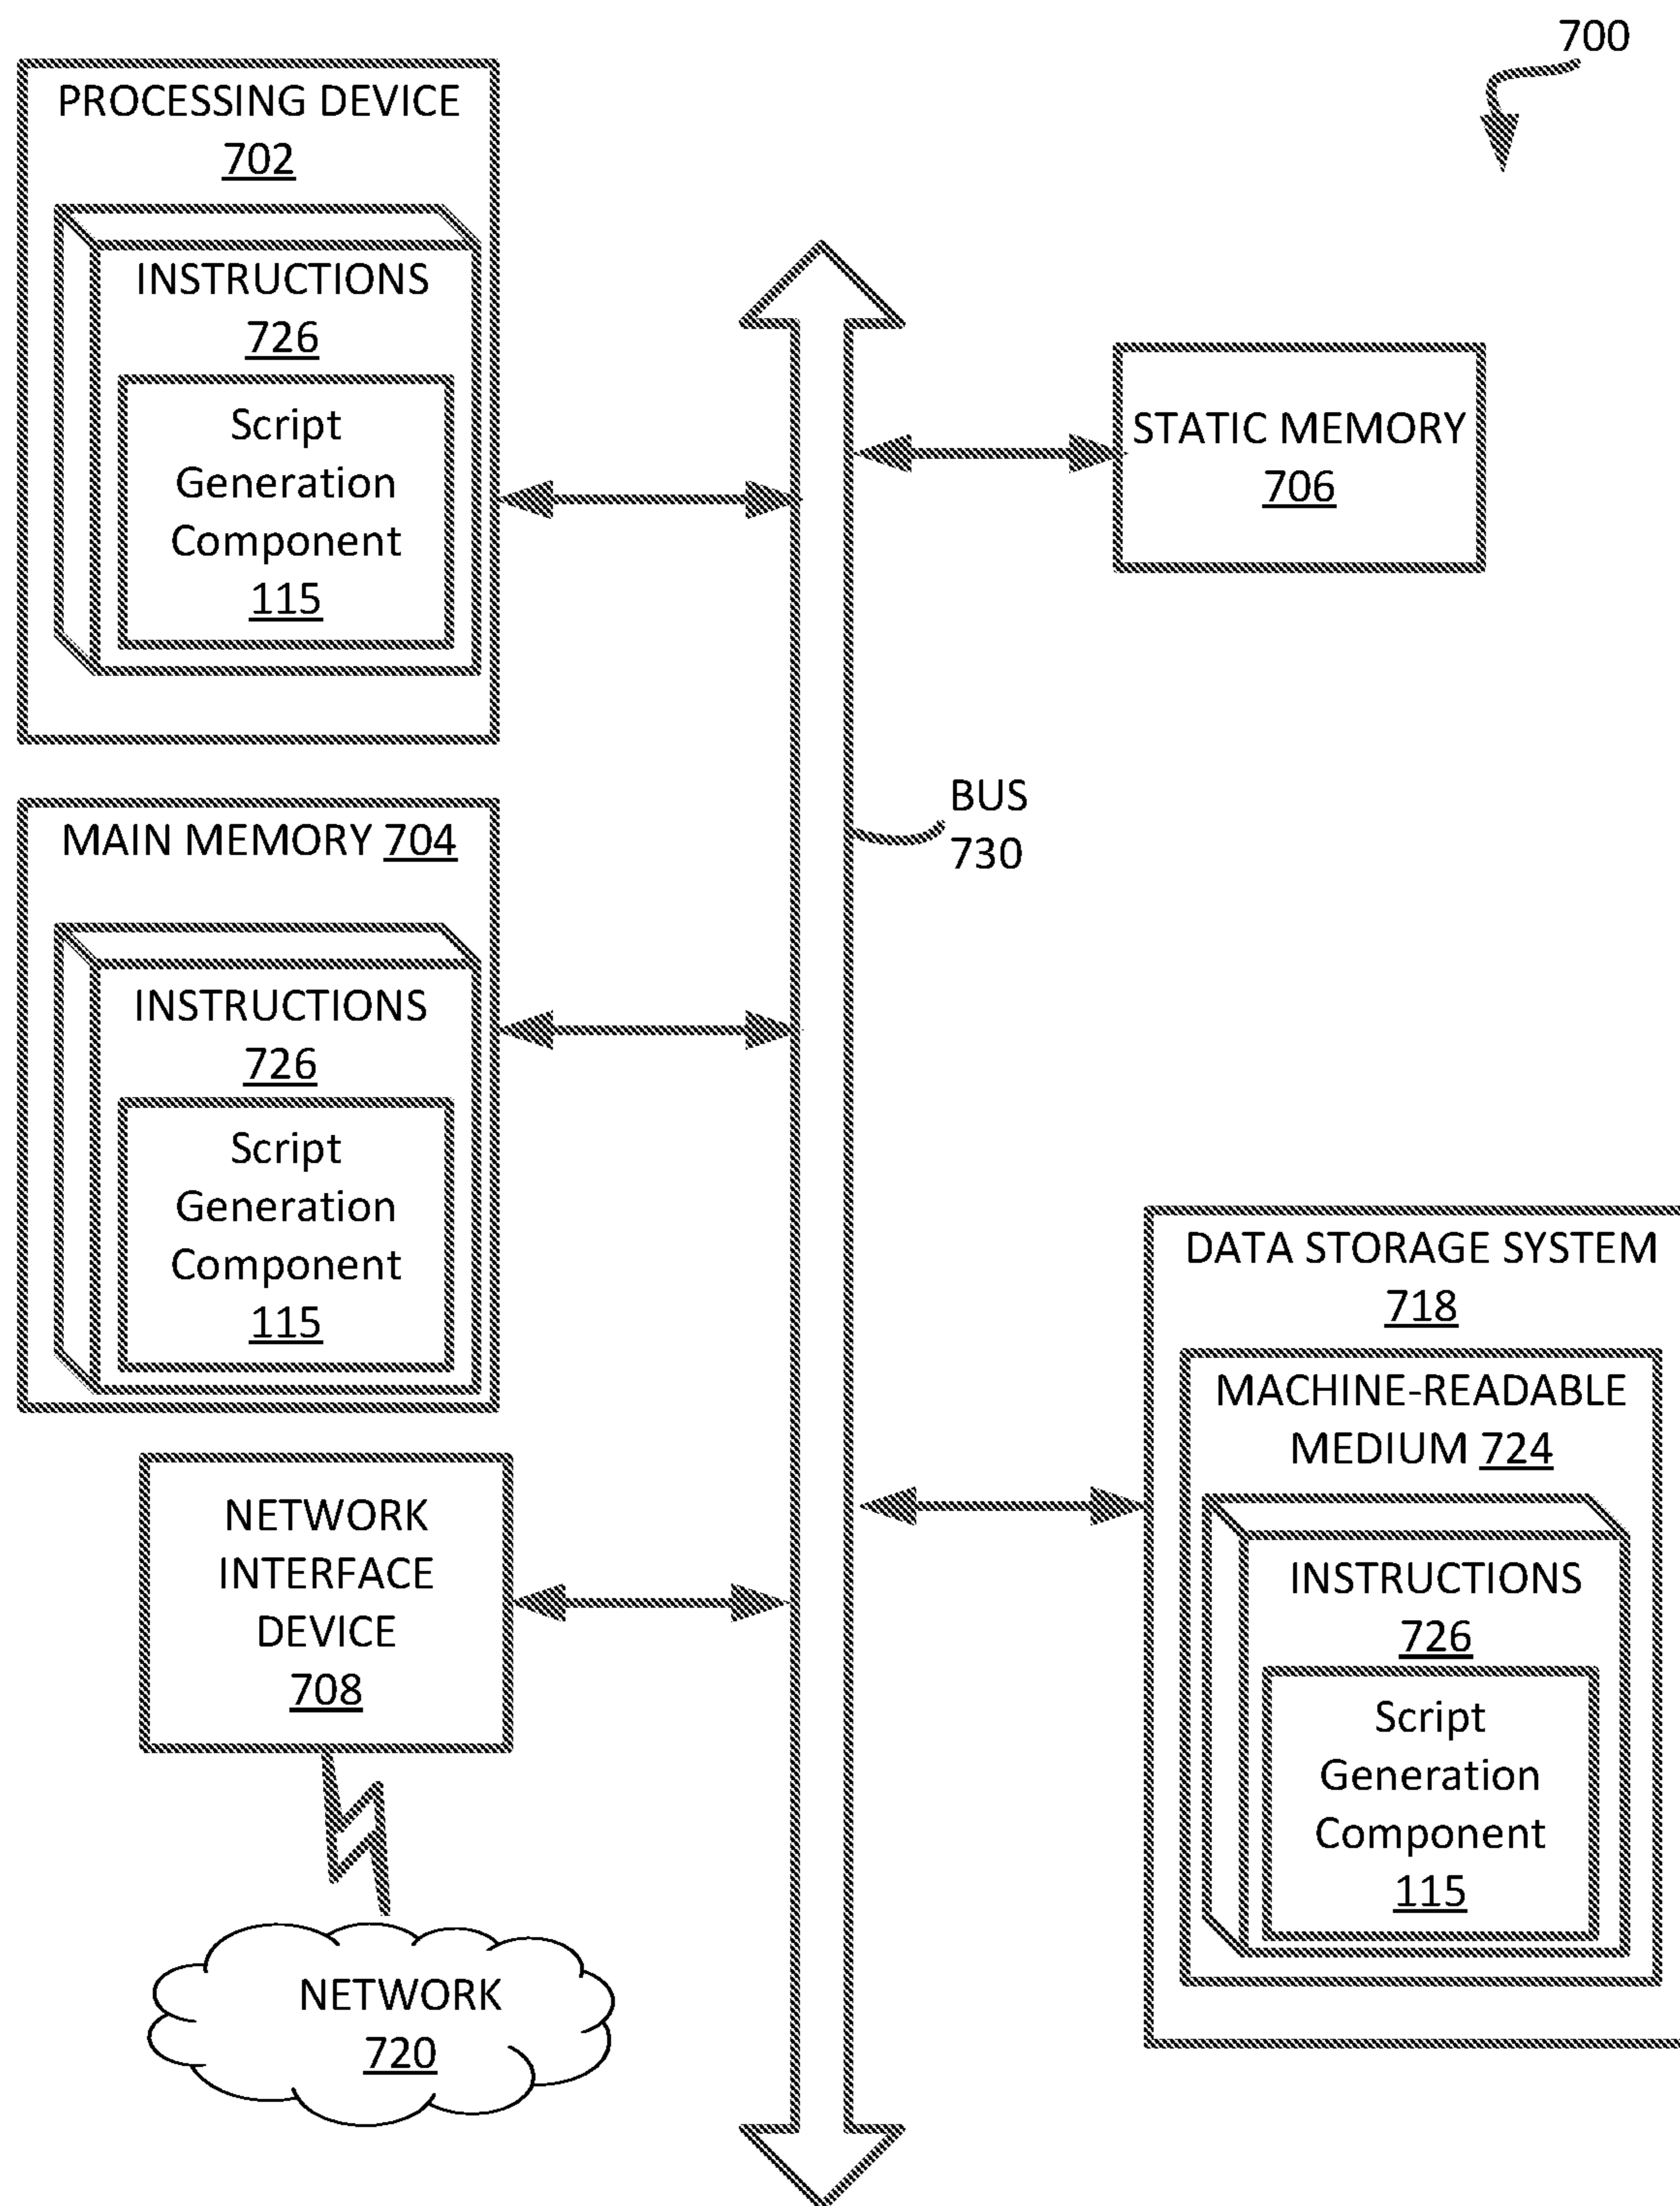 700
PROCESSING DEVICE
702
INSTRUCTIONS
726
Script
Generation
Component
115
STATIC MEMORY
706
BUS
730
MAIN MEMORY 704
INSTRUCTIONS
726
Script
Generation
Component
115
DATA STORAGE SYSTEM
718
MACHINE-READABLE
MEDIUM 724
INSTRUCTIONS
726
Script
Generation
Component
115
NETWORK
INTERFACE
DEVICE
708
NETWORK
720